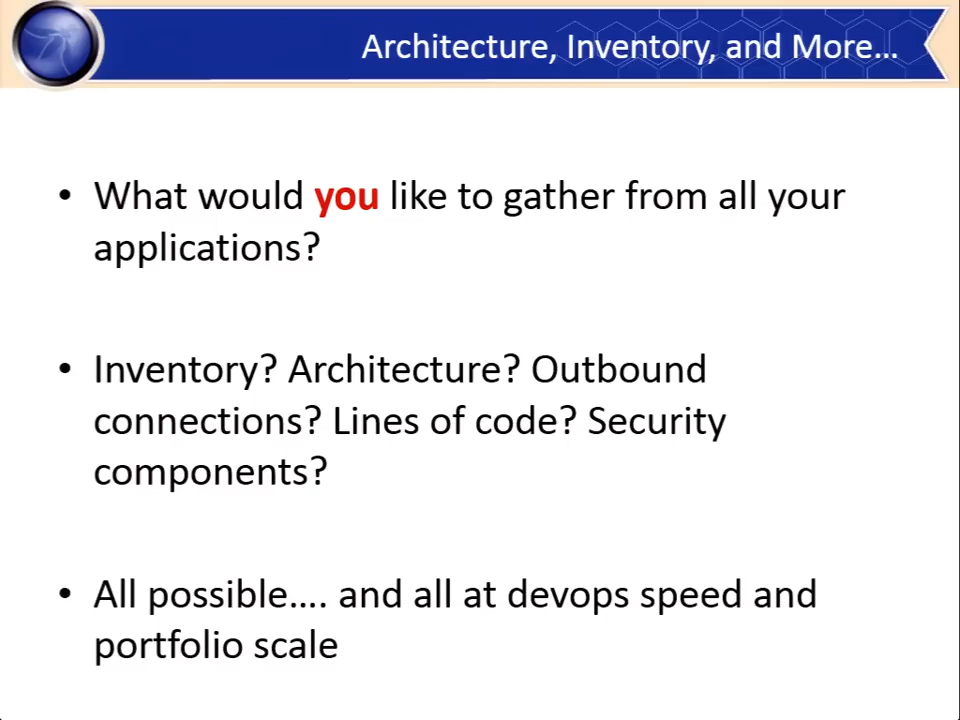 Architecture, Inventory, and More...
• What would you like to gather from all your
applications?
• Inventory? Architecture? Outbound
connections? Lines of code? Security
components?
• All possible.... and all at devops speed and
portfolio scale